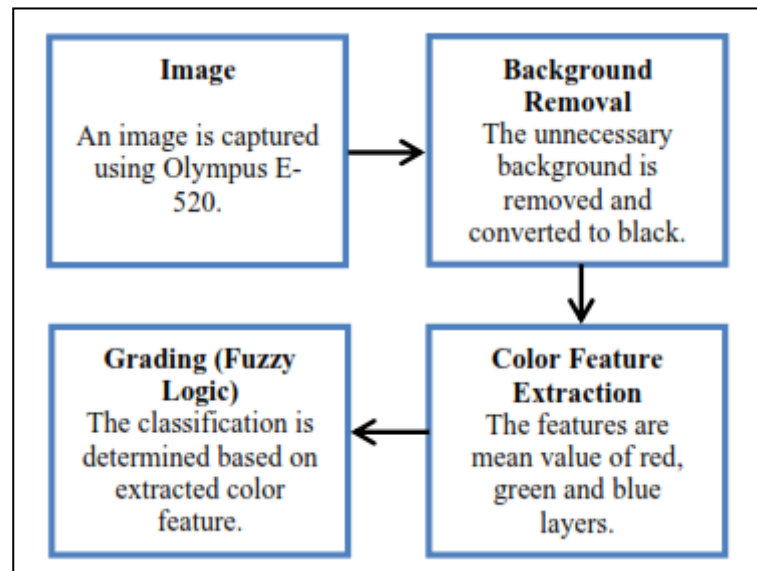 Image
An image is captured
using Olympus E-
520.
Background
Removal
The unnecessary
background is
removed and
converted to black.
Color Feature
Extraction
The features are
mean value of red,
green and blue
layers.
Grading (Fuzzy
Logic)
The classification is
determined based on
extracted color
feature.